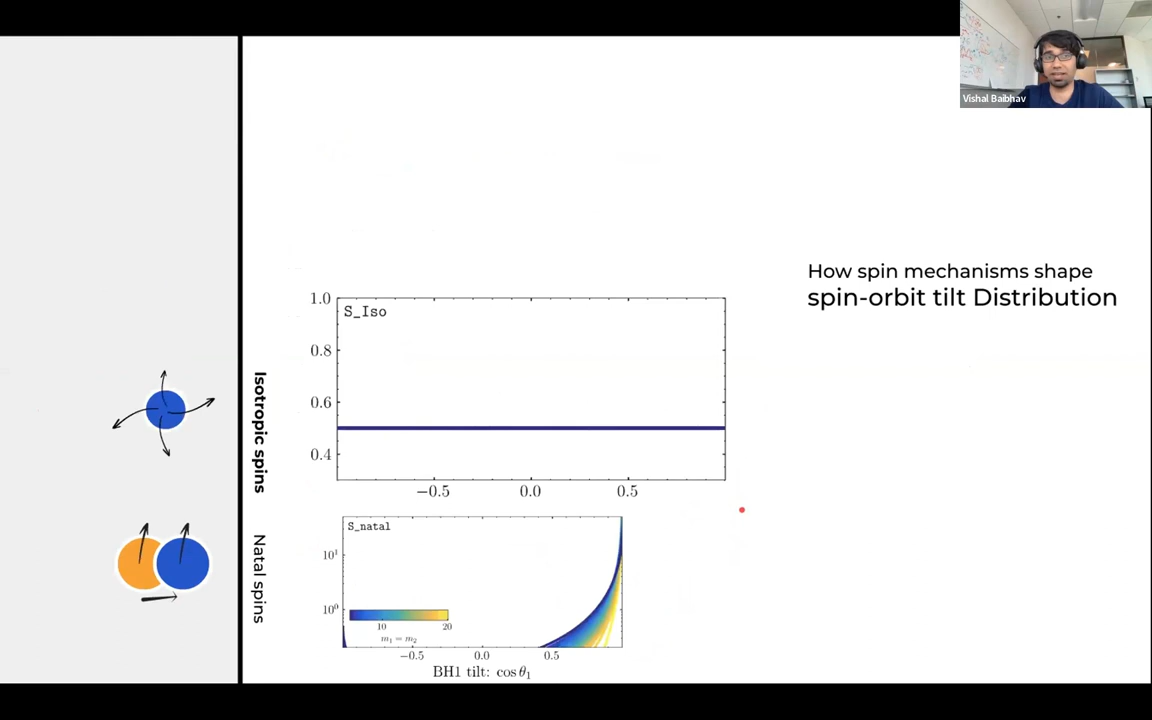 Vishal Baibhav
How spin mechanisms shape
spin-orbit tilt Distribution
Isotropic spins
1.0
0.8
0.6
0.4
S_Iso
−0.5 0.0 0.5
Natal spins
S_natal
10¹
10⁰
10 20
m₁ = m₂
−0.5 0.0 0.5
BH1 tilt: cos θ₁